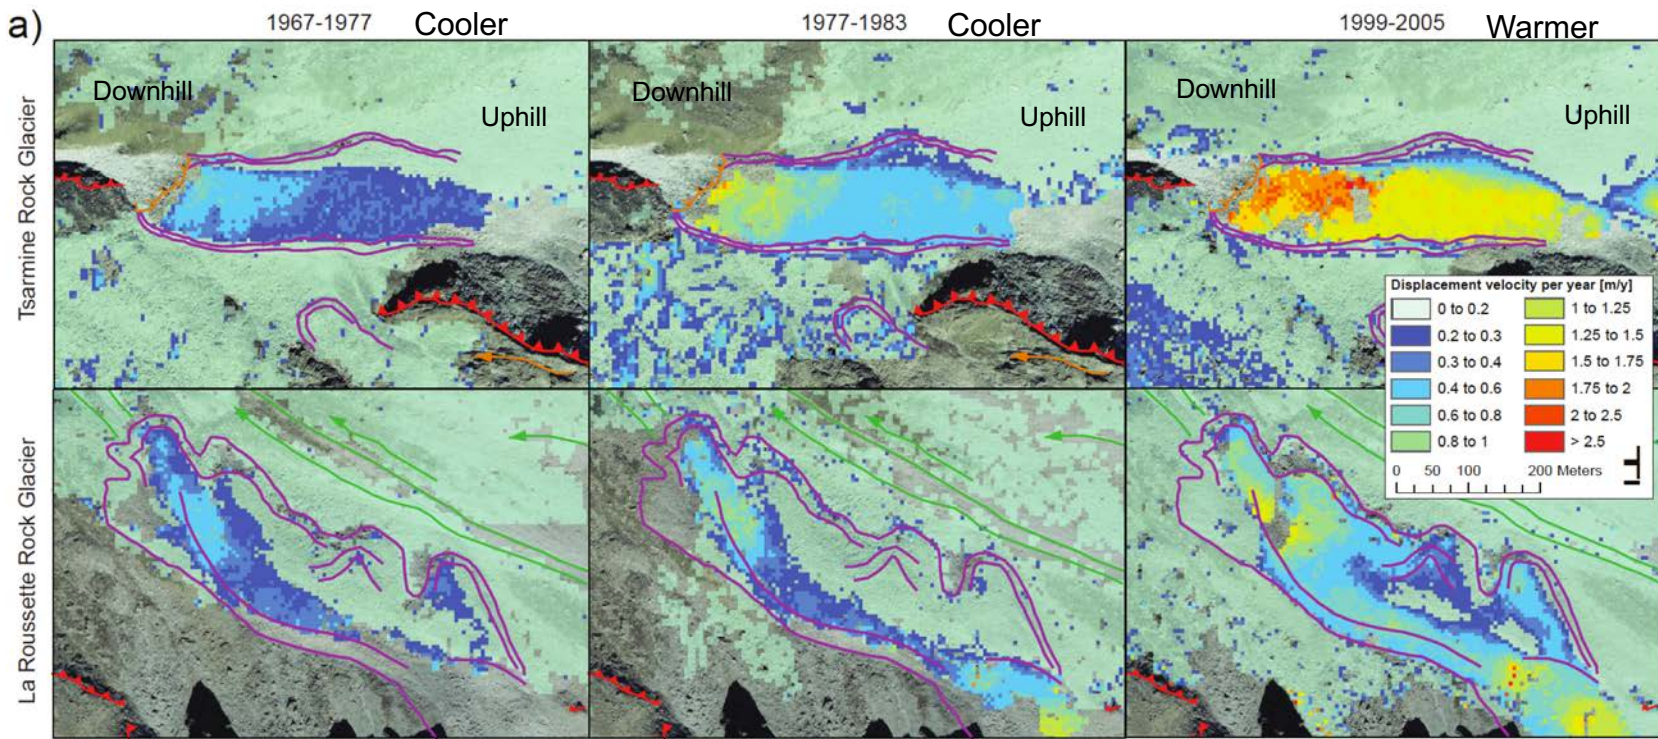 a)
1967-1977 Cooler
1977-1983 Cooler
1999-2005 Warmer
Tsarmine Rock Glacier
Downhill
Uphill
Downhill
Uphill
Downhill
Uphill
La Roussette Rock Glacier
Displacement velocity per year [m/y]
0 to 0.2
0.2 to 0.3
0.3 to 0.4
0.4 to 0.6
0.6 to 0.8
0.8 to 1
1 to 1.25
1.25 to 1.5
1.5 to 1.75
1.75 to 2
2 to 2.5
> 2.5
0 50 100 200 Meters